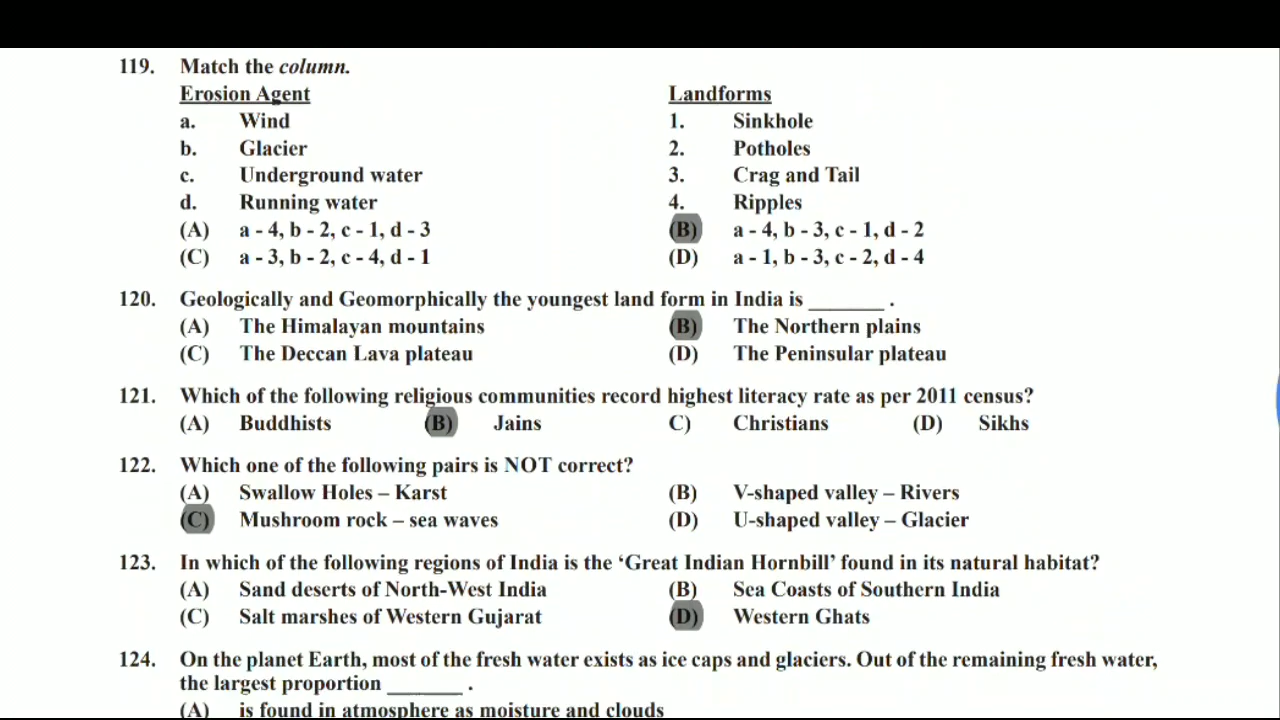 119. Match the column.
Erosion Agent Landforms
a. Wind 1. Sinkhole
b. Glacier 2. Potholes
c. Underground water 3. Crag and Tail
d. Running water 4. Ripples
(A) a - 4, b - 2, c - 1, d - 3 (B) a - 4, b - 3, c - 1, d - 2
(C) a - 3, b - 2, c - 4, d - 1 (D) a - 1, b - 3, c - 2, d - 4
120. Geologically and Geomorphically the youngest land form in India is _______ .
(A) The Himalayan mountains (B) The Northern plains
(C) The Deccan Lava plateau (D) The Peninsular plateau
121. Which of the following religious communities record highest literacy rate as per 2011 census?
(A) Buddhists (B) Jains C) Christians (D) Sikhs
122. Which one of the following pairs is NOT correct?
(A) Swallow Holes – Karst (B) V-shaped valley – Rivers
(C) Mushroom rock – sea waves (D) U-shaped valley – Glacier
123. In which of the following regions of India is the ‘Great Indian Hornbill’ found in its natural habitat?
(A) Sand deserts of North-West India (B) Sea Coasts of Southern India
(C) Salt marshes of Western Gujarat (D) Western Ghats
124. On the planet Earth, most of the fresh water exists as ice caps and glaciers. Out of the remaining fresh water,
the largest proportion _______ .
(A) is found in atmosphere as moisture and clouds